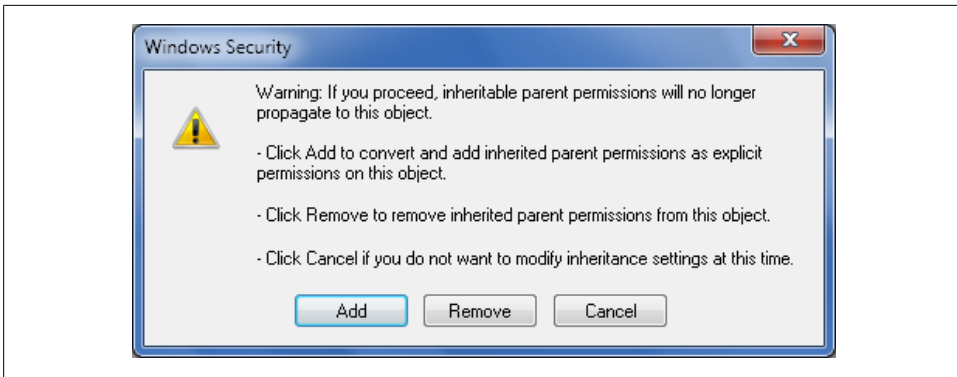 Windows Security
Warning: If you proceed, inheritable parent permissions will no longer
propagate to this object.
- Click Add to convert and add inherited parent permissions as explicit
permissions on this object.
- Click Remove to remove inherited parent permissions from this object.
- Click Cancel if you do not want to modify inheritance settings at this time.
Add
Remove
Cancel